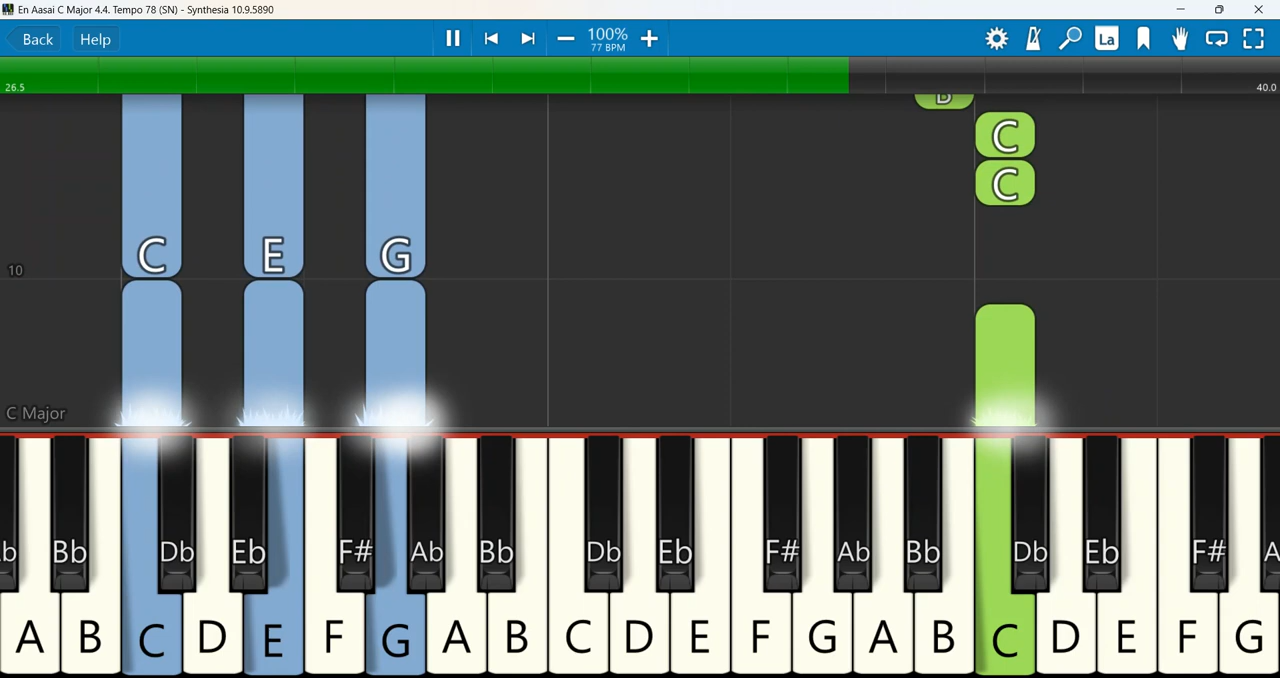 En Aasai C Major 4.4. Tempo 78 (SN) - Synthesia 10.9.5890
Back Help 100% La
77 BPM
26.5 40.0
C
C
C E G
10
C Major
Bb Db Eb F# Ab Bb Db Eb F# Ab Bb Db Eb F#
A B C D E F G A B C D E F G A B C D E F G